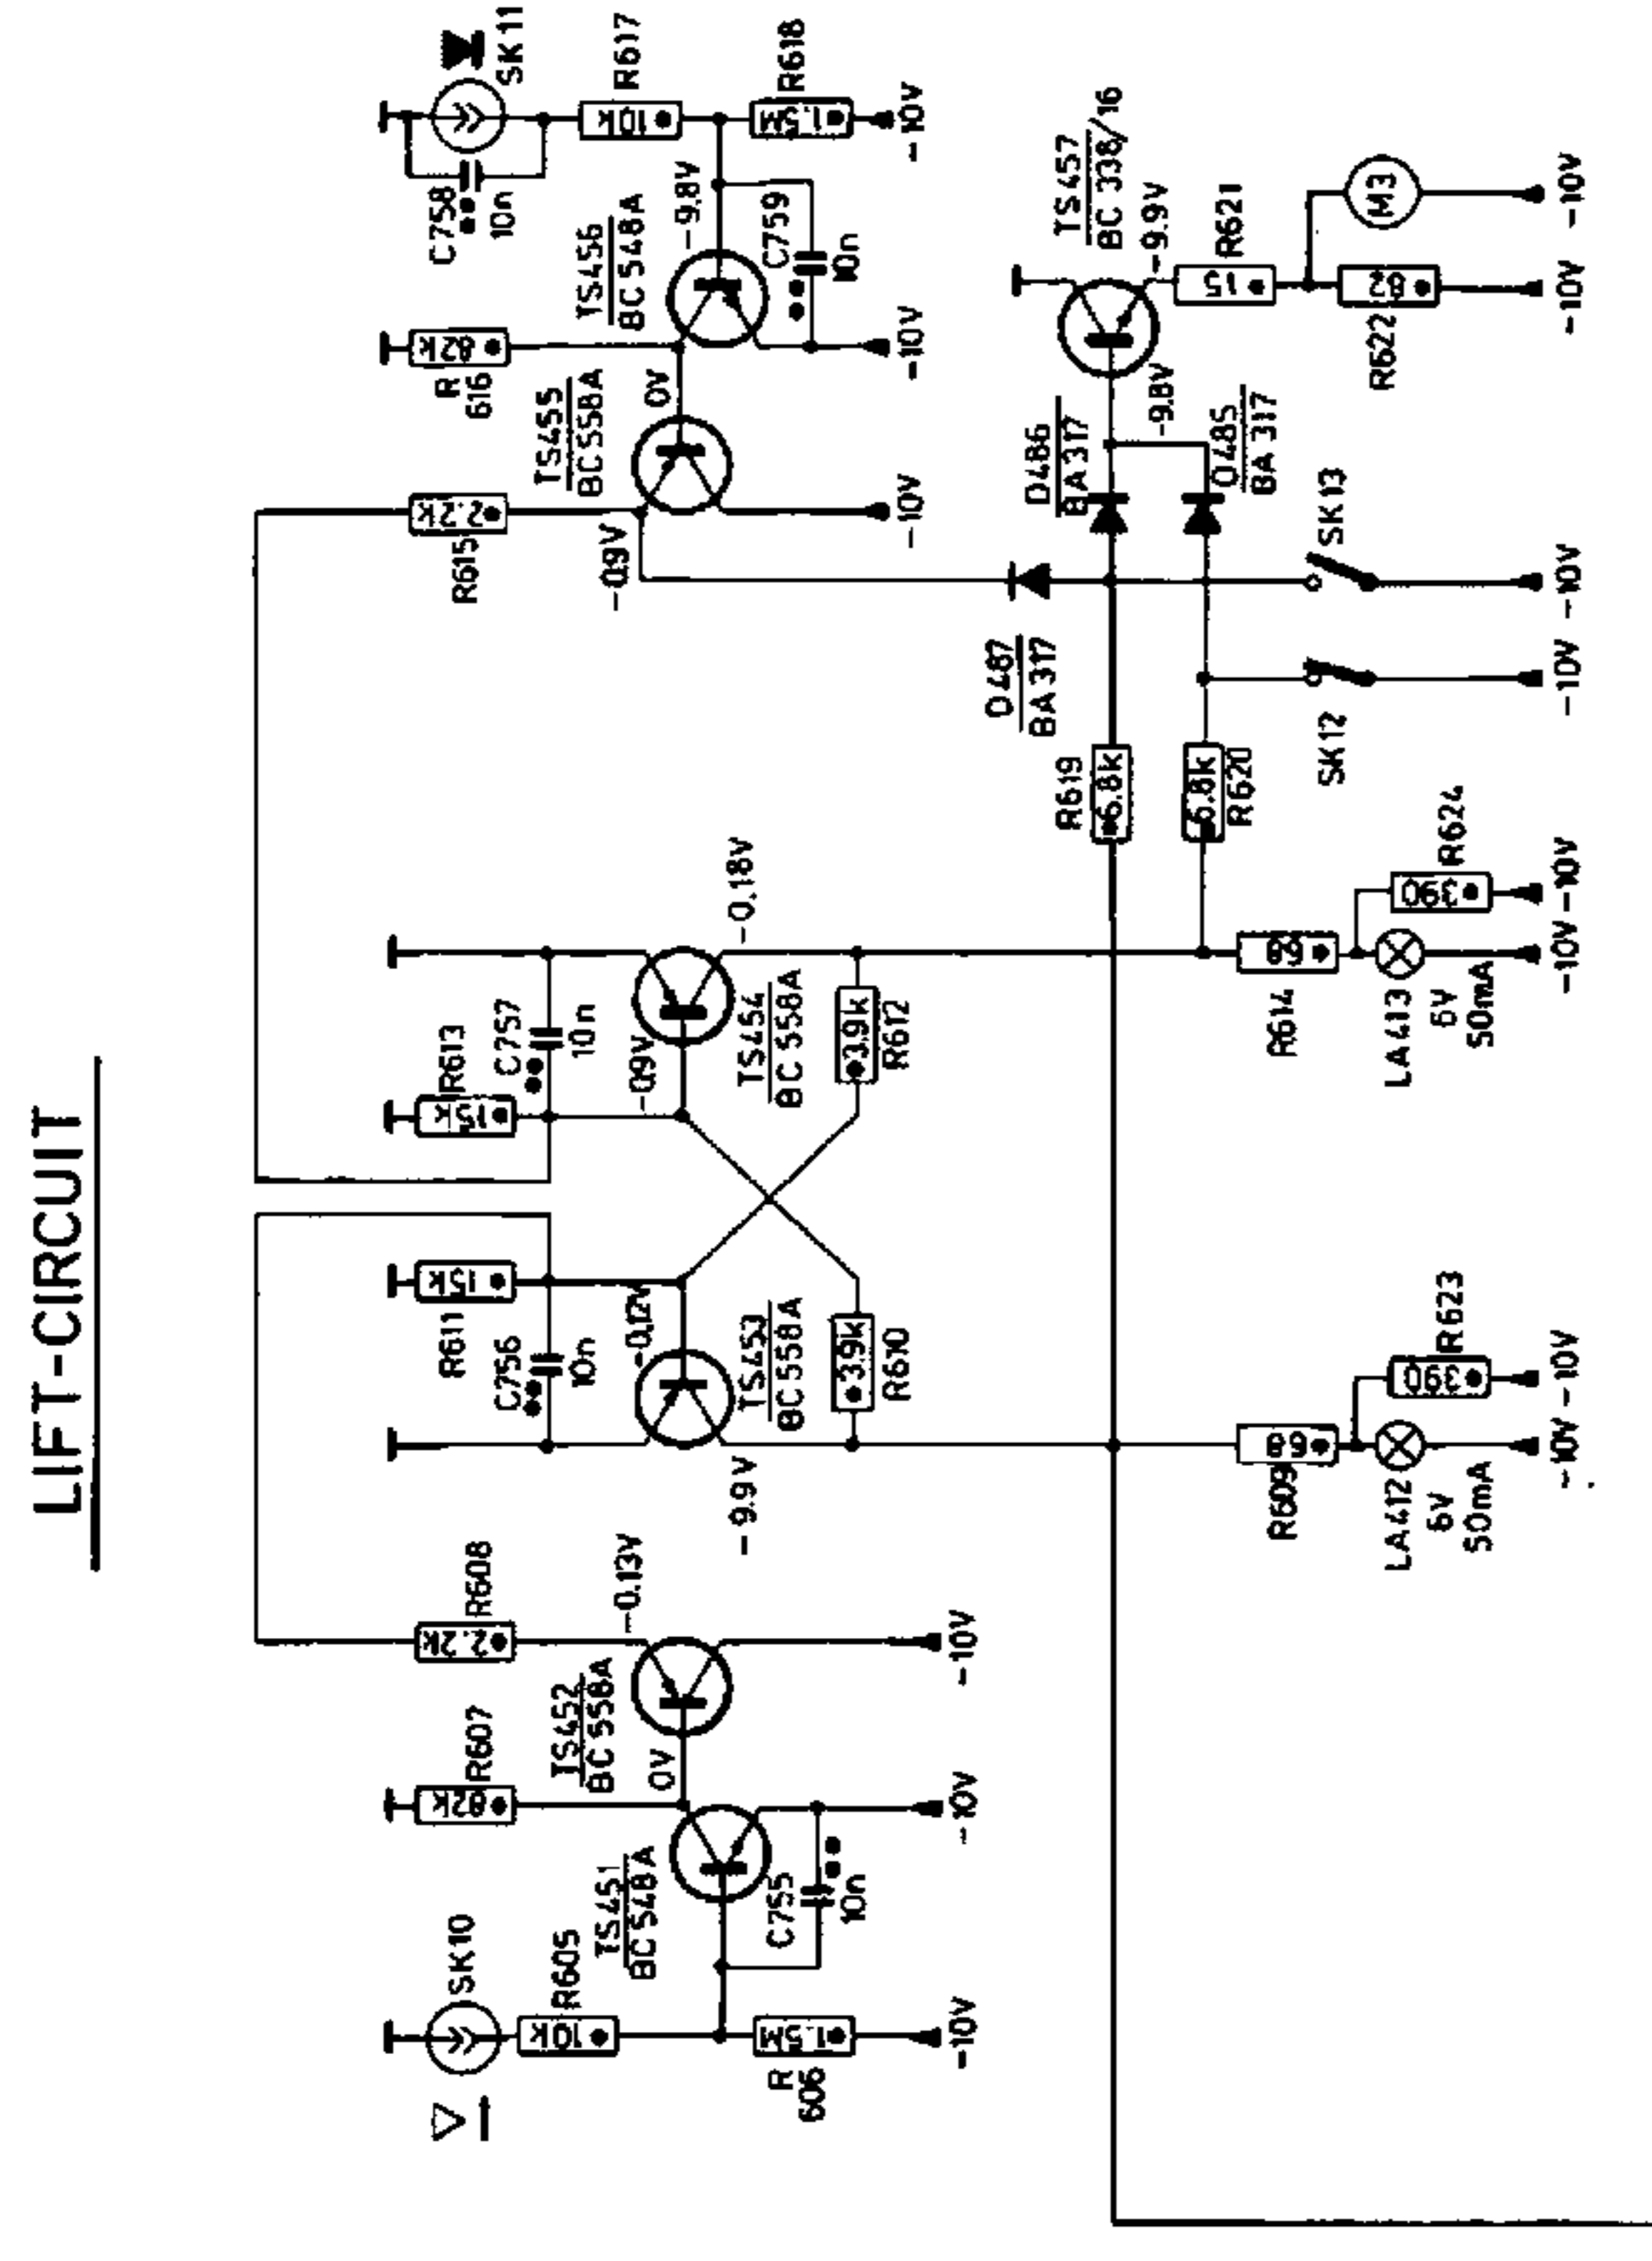 LIFT-CIRCUIT
SK10
R605
10k
R
606
1.5M
-10V
TS451
BC548A
C755
10n
-10V
R607
82k
0V
TS452
BC558A
R608
2.2k
-0.13V
-10V
C756
10n
R611
15k
-0.12V
TS453
BC558A
-9.9V
3.9k
R610
R613
15k
C757
10n
-0.9V
TS454
BC558A
-0.18V
3.9k
R612
R609
68
LA412
6V
50mA
-10V
R623
390
-10V
R614
68
LA413
6V
50mA
-10V
R624
390
-10V
R615
2.2k
-0.9V
TS455
BC558A
-10V
R
616
82k
0V
TS456
BC548A
-9.8V
C759
10n
-10V
C758
10n
SK11
R617
10k
R618
1.5M
-10V
R619
6.8k
R620
6.8k
D487
BA317
D486
BA317
D485
BA317
SK12
-10V
SK13
-10V
TS457
BC 338/16
-9.8V
-9.9V
R621
15
R622
82
-10V
M3
-10V